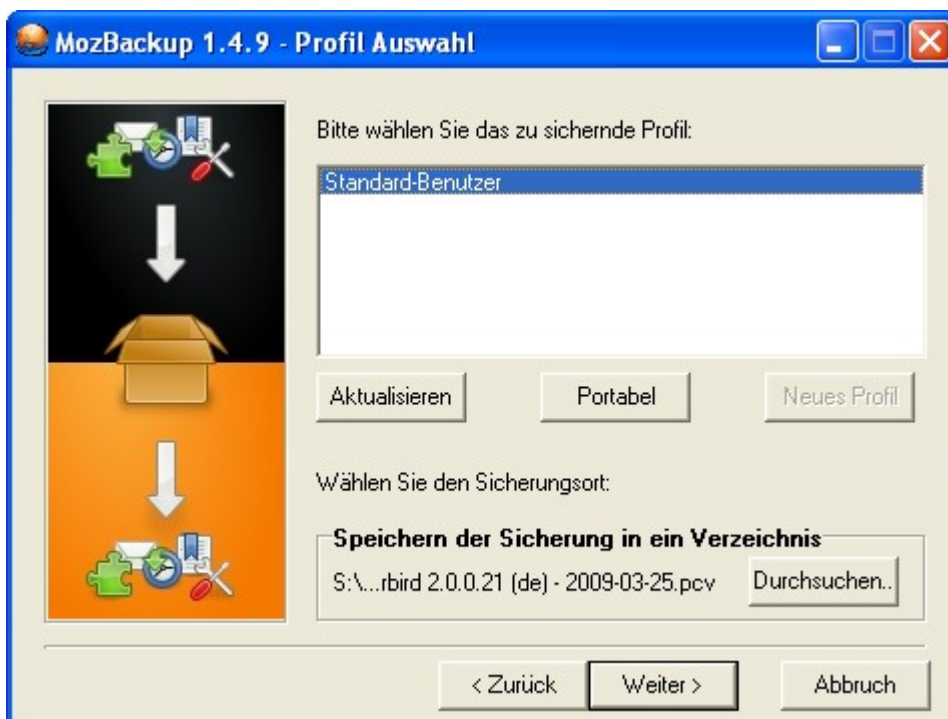 MozBackup 1.4.9 - Profil Auswahl
Bitte wählen Sie das zu sichernde Profil:
Standard-Benutzer
Aktualisieren
Portabel
Neues Profil
Wählen Sie den Sicherungsort:
Speichern der Sicherung in ein Verzeichnis
S:\...rbird 2.0.0.21 (de) - 2009-03-25.pcv
Durchsuchen..
< Zurück
Weiter >
Abbruch